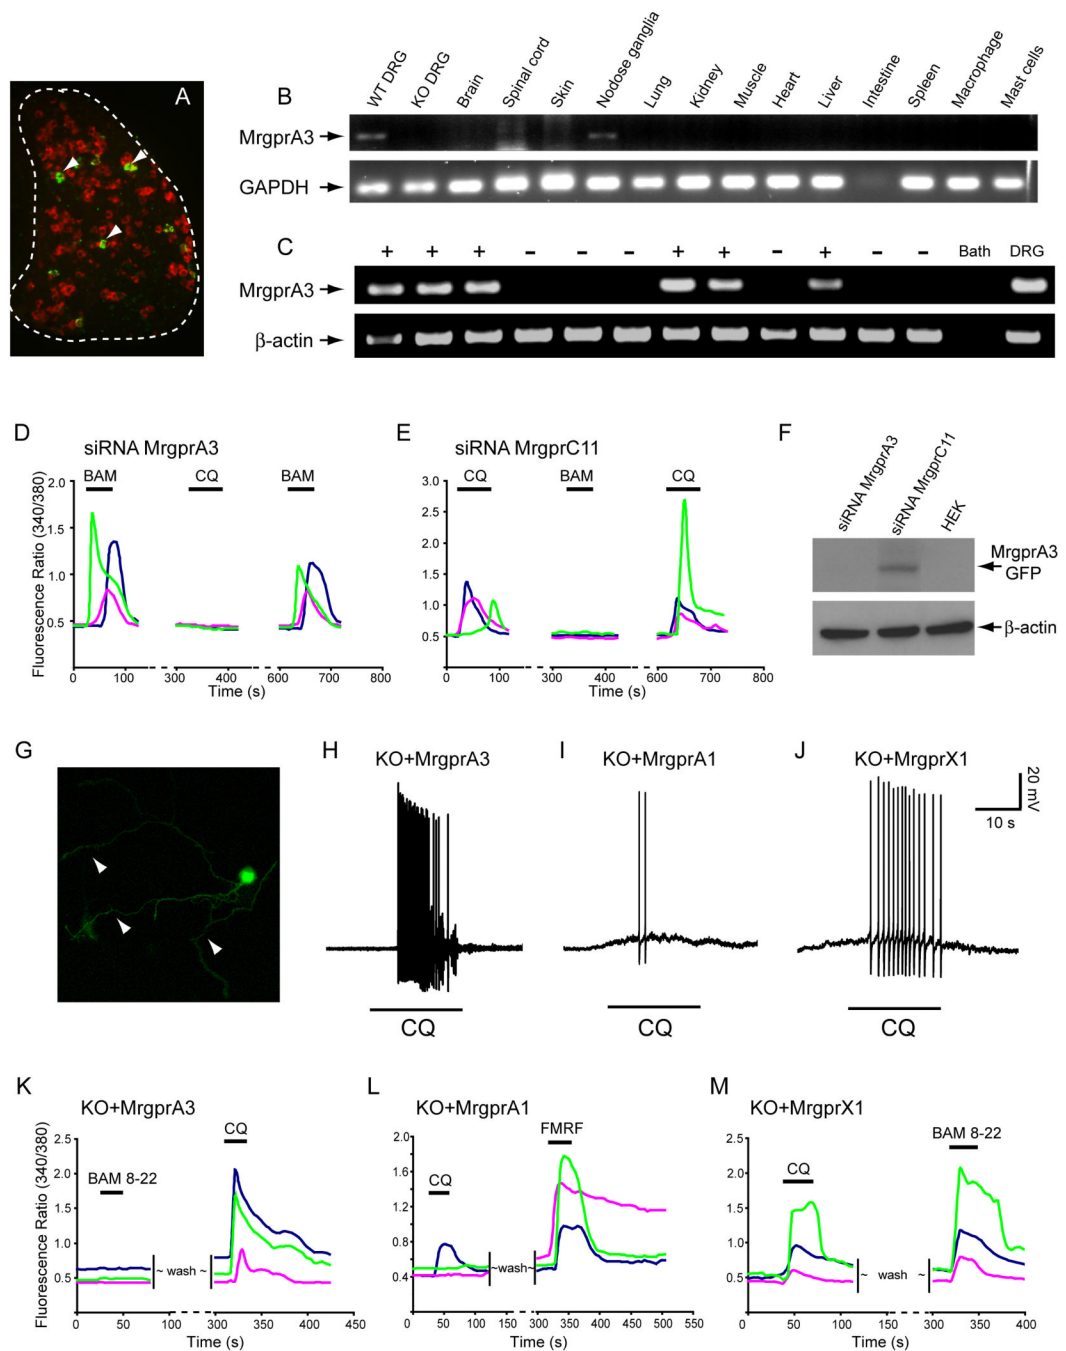 A
B
WT DRG
KO DRG
Brain
Spinal cord
Skin
Nodose ganglia
Lung
Kidney
Muscle
Heart
Liver
Intestine
Spleen
Macrophage
Mast cells
MrgprA3
GAPDH
C
+ + + - - - + + - + - - Bath DRG
MrgprA3
β-actin
D
siRNA MrgprA3
BAM CQ BAM
Fluorescence Ratio (340/380)
2.0
1.5
1.0
0.5
0 100 300 400 600 700 800
Time (s)
E
siRNA MrgprC11
CQ BAM CQ
3.0
2.5
2.0
1.5
1.0
0.5
0 100 300 400 600 700 800
Time (s)
F
siRNA MrgprA3
siRNA MrgprC11
HEK
MrgprA3
GFP
β-actin
G
H
KO+MrgprA3
CQ
I
KO+MrgprA1
CQ
J
KO+MrgprX1
CQ
20 mV
10 s
K
KO+MrgprA3
CQ
BAM 8-22
~ wash ~
Fluorescence Ratio (340/380)
2.5
2.0
1.5
1.0
0.5
0 50 100 300 350 400 450
Time (s)
L
KO+MrgprA1
FMRF
CQ
~wash~
2.0
1.6
1.2
0.8
0.4
0 50 100 150 300 350 400 450 500 550
Time (s)
M
KO+MrgprX1
BAM 8-22
CQ
~ wash ~
2.5
2.0
1.5
1.0
0.5
0 50 100 150 300 350 400
Time (s)